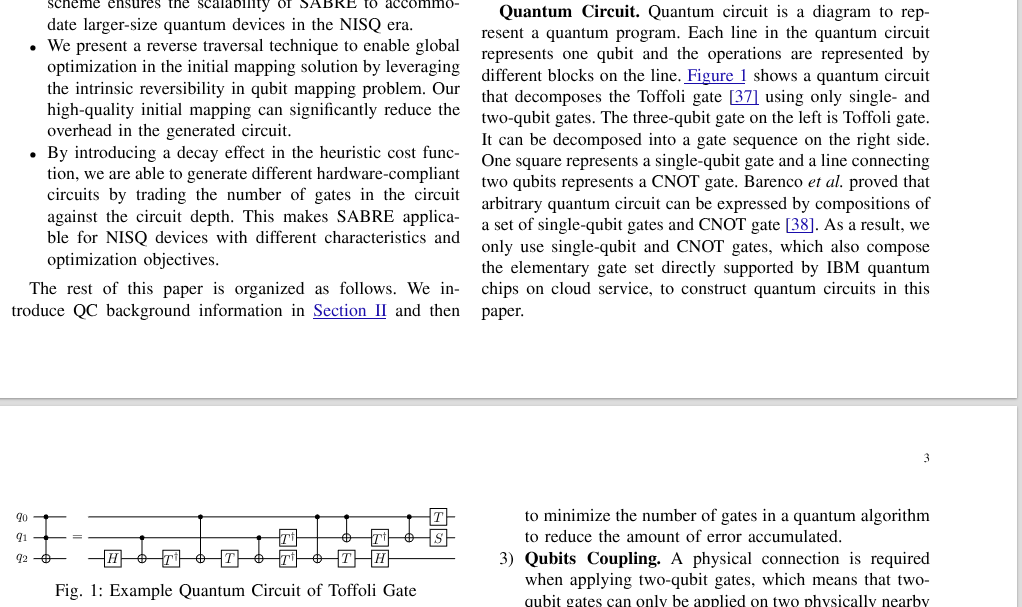 scheme ensures the scalability of SABRE to accommo-
date larger-size quantum devices in the NISQ era.
• We present a reverse traversal technique to enable global
optimization in the initial mapping solution by leveraging
the intrinsic reversibility in qubit mapping problem. Our
high-quality initial mapping can significantly reduce the
overhead in the generated circuit.
• By introducing a decay effect in the heuristic cost func-
tion, we are able to generate different hardware-compliant
circuits by trading the number of gates in the circuit
against the circuit depth. This makes SABRE applica-
ble for NISQ devices with different characteristics and
optimization objectives.
The rest of this paper is organized as follows. We in-
troduce QC background information in Section II and then
Quantum Circuit. Quantum circuit is a diagram to rep-
resent a quantum program. Each line in the quantum circuit
represents one qubit and the operations are represented by
different blocks on the line. Figure 1 shows a quantum circuit
that decomposes the Toffoli gate [37] using only single- and
two-qubit gates. The three-qubit gate on the left is Toffoli gate.
It can be decomposed into a gate sequence on the right side.
One square represents a single-qubit gate and a line connecting
two qubits represents a CNOT gate. Barenco et al. proved that
arbitrary quantum circuit can be expressed by compositions of
a set of single-qubit gates and CNOT gate [38]. As a result, we
only use single-qubit and CNOT gates, which also compose
the elementary gate set directly supported by IBM quantum
chips on cloud service, to construct quantum circuits in this
paper.
3
q0 T
q1 = T† T† S
q2 H T† T T† T H
Fig. 1: Example Quantum Circuit of Toffoli Gate
to minimize the number of gates in a quantum algorithm
to reduce the amount of error accumulated.
3) Qubits Coupling. A physical connection is required
when applying two-qubit gates, which means that two-
qubit gates can only be applied on two physically nearby